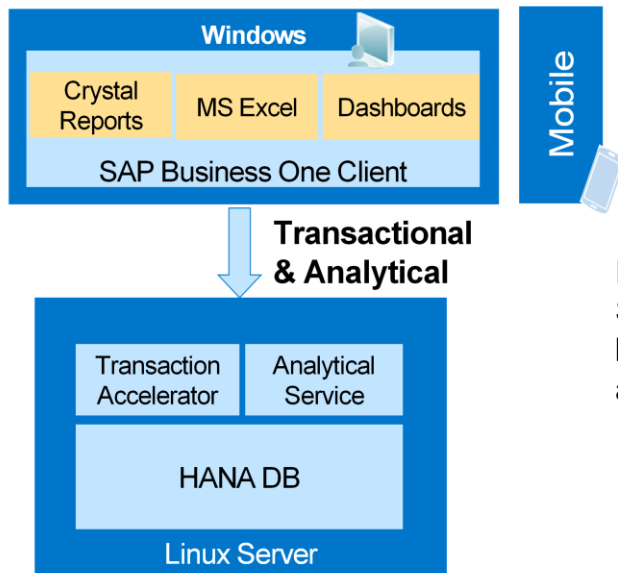 Windows
Crystal
Reports
MS Excel
Dashboards
SAP Business One Client
Mobile
Transactional
& Analytical
Transaction
Accelerator
Analytical
Service
HANA DB
Linux Server